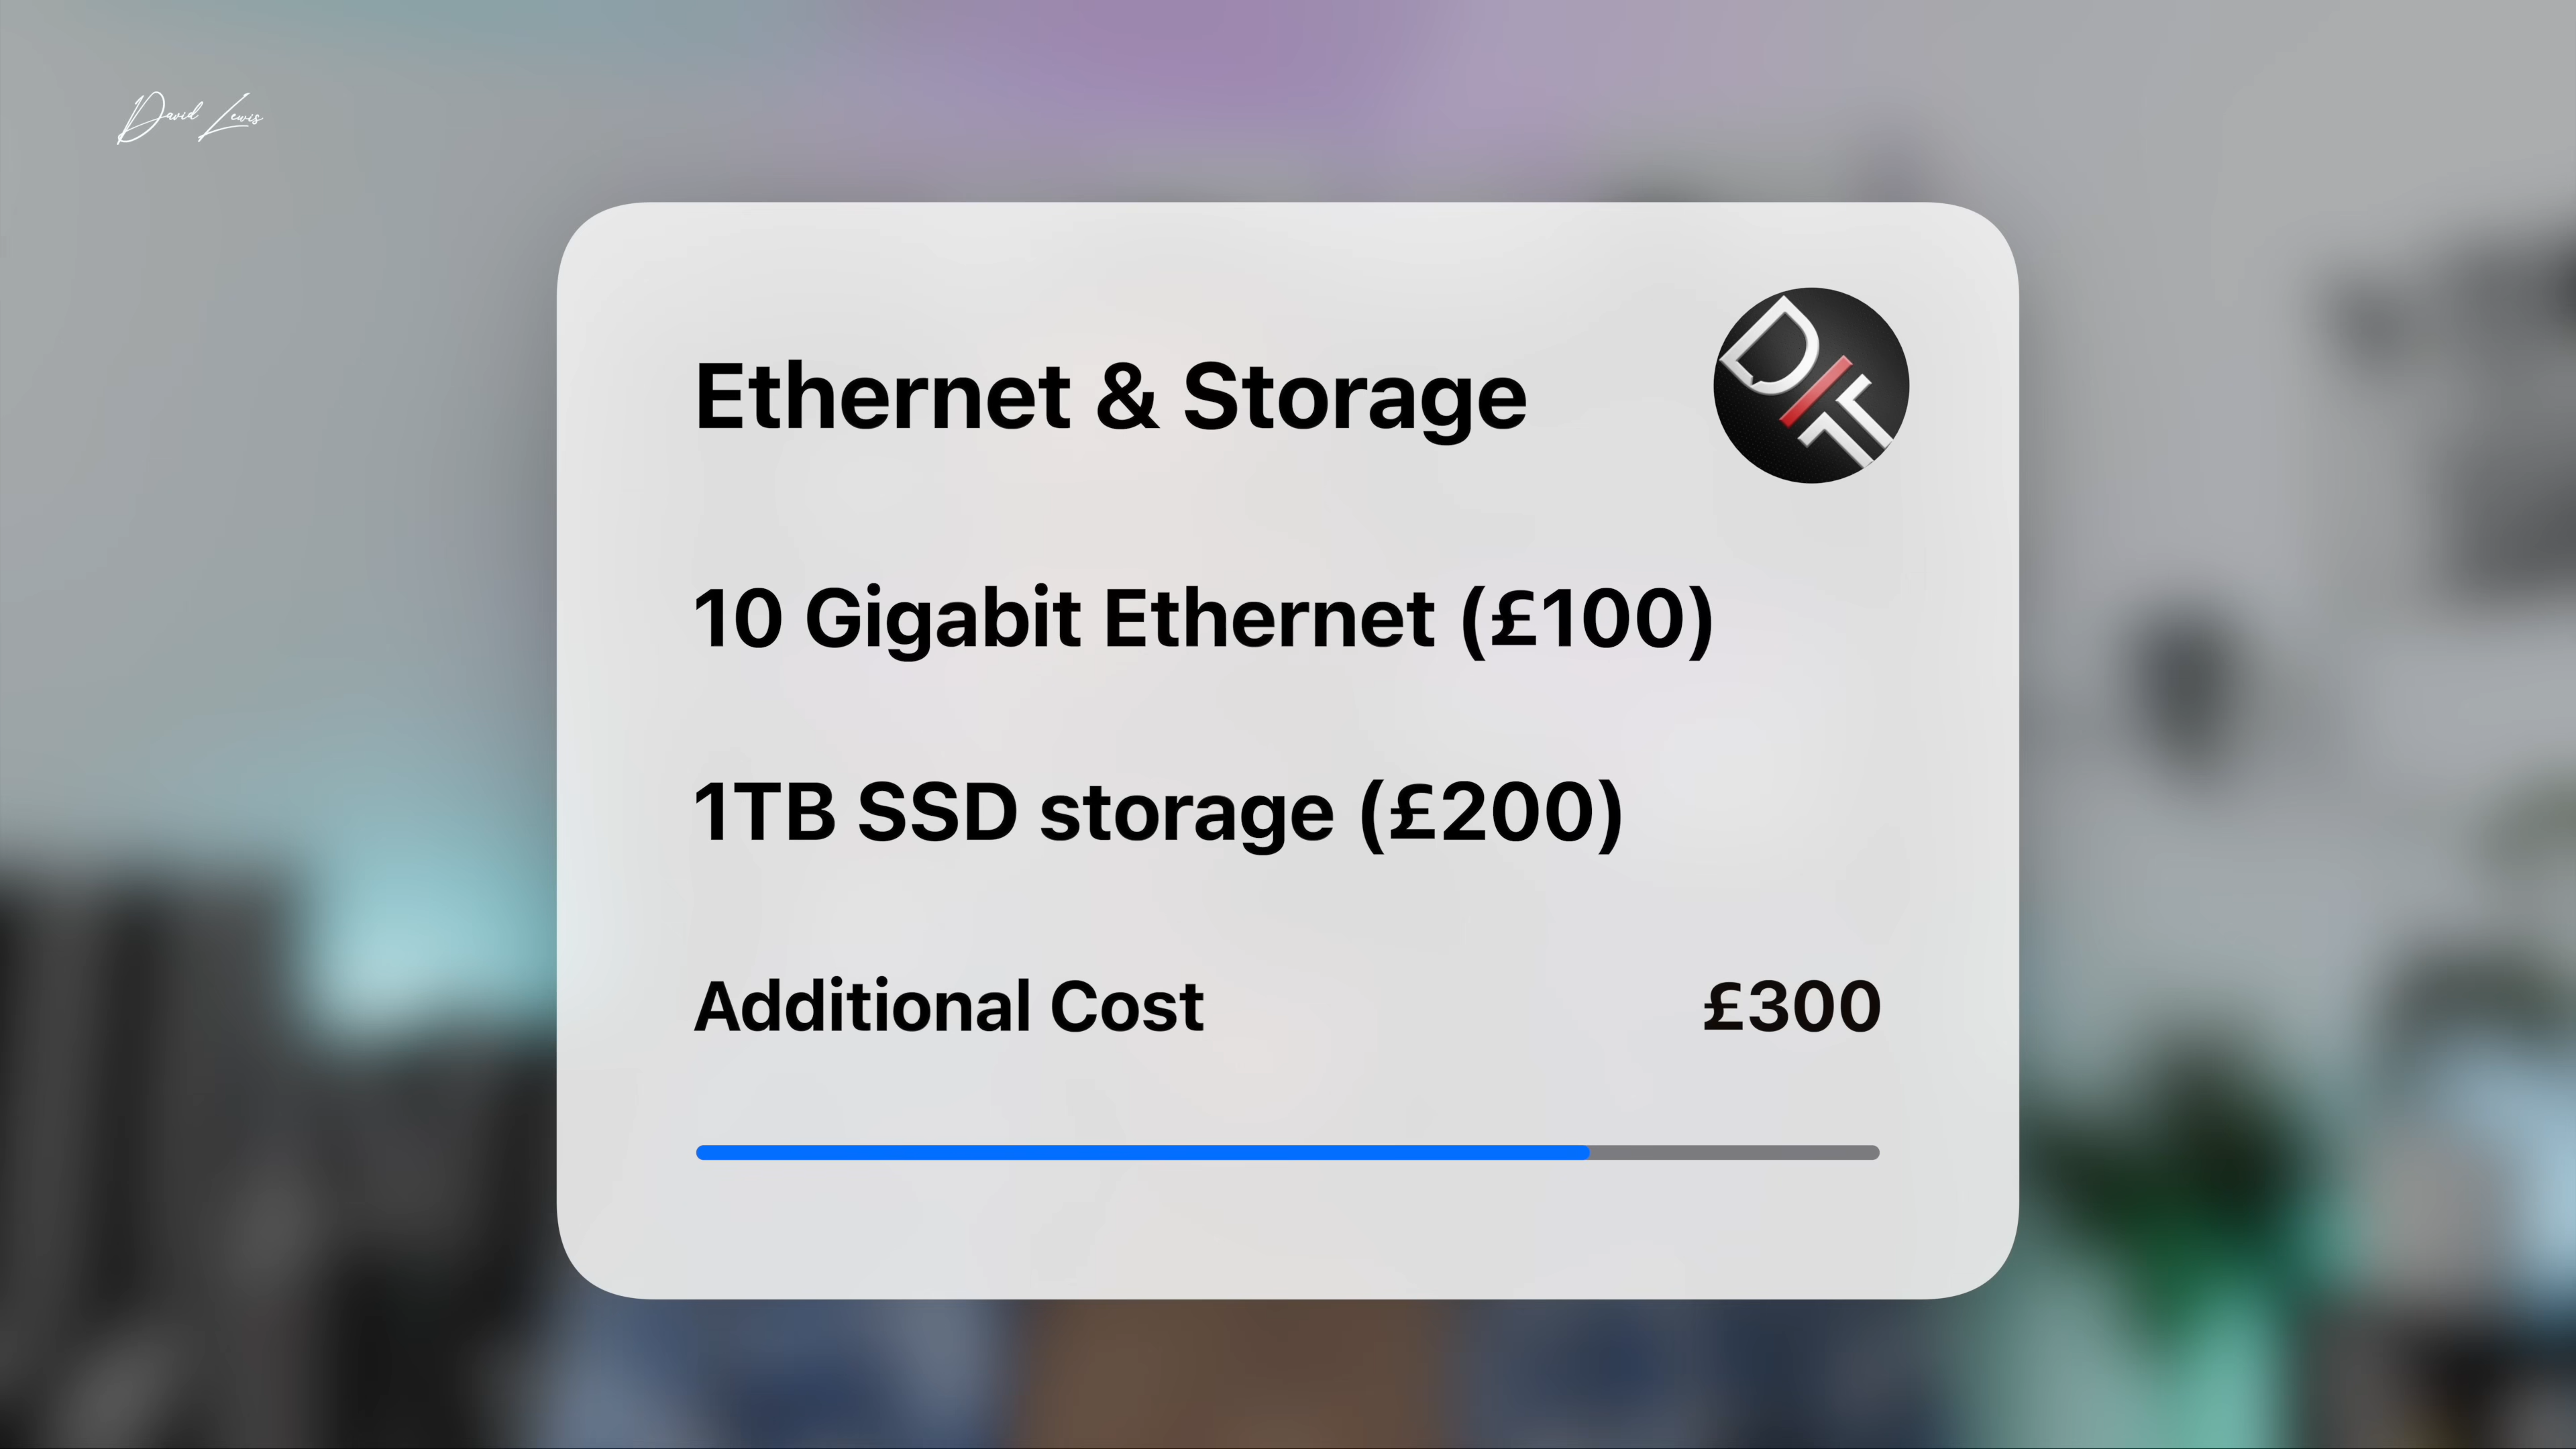 David Lewis
Ethernet & Storage
10 Gigabit Ethernet (£100)
1TB SSD storage (£200)
Additional Cost £300